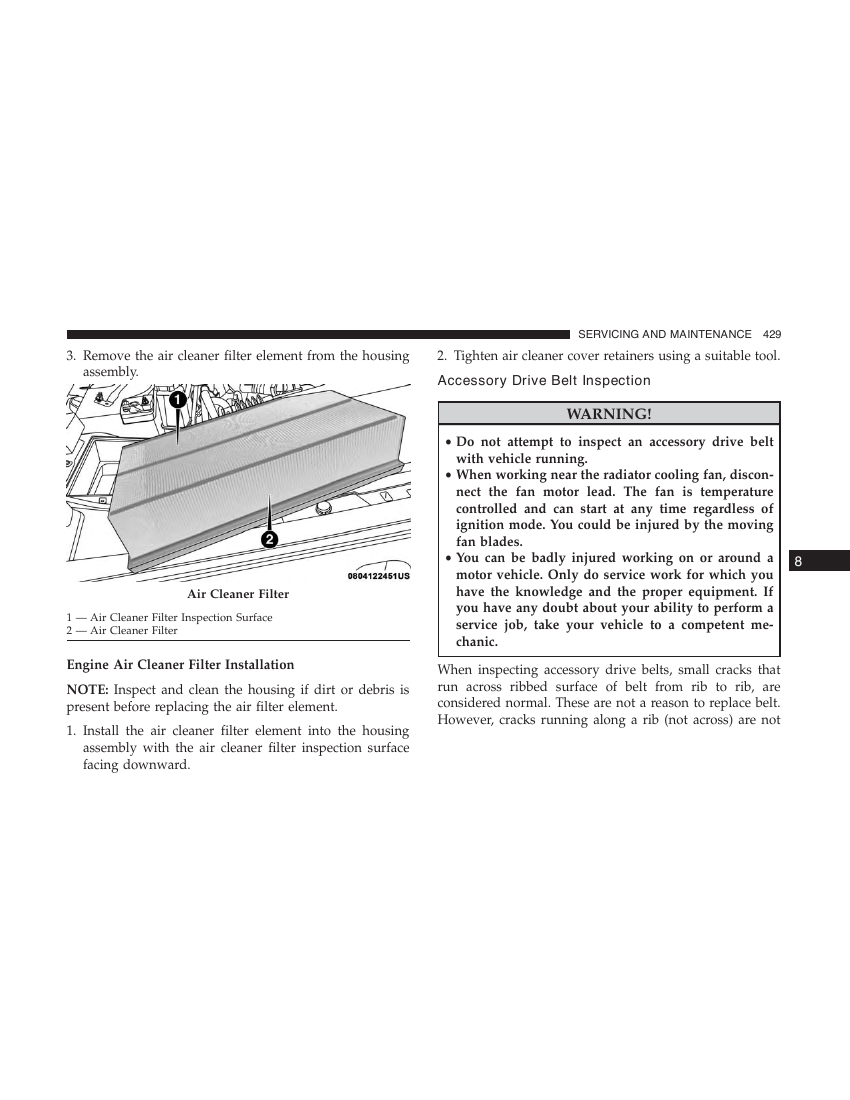 SERVICING AND MAINTENANCE 429
3. Remove the air cleaner filter element from the housing
assembly.
1
2
0804122451US
Air Cleaner Filter
1 — Air Cleaner Filter Inspection Surface
2 — Air Cleaner Filter
Engine Air Cleaner Filter Installation
NOTE: Inspect and clean the housing if dirt or debris is
present before replacing the air filter element.
1. Install the air cleaner filter element into the housing
assembly with the air cleaner filter inspection surface
facing downward.
2. Tighten air cleaner cover retainers using a suitable tool.
Accessory Drive Belt Inspection
WARNING!
• Do not attempt to inspect an accessory drive belt
with vehicle running.
• When working near the radiator cooling fan, discon-
nect the fan motor lead. The fan is temperature
controlled and can start at any time regardless of
ignition mode. You could be injured by the moving
fan blades.
• You can be badly injured working on or around a
motor vehicle. Only do service work for which you
have the knowledge and the proper equipment. If
you have any doubt about your ability to perform a
service job, take your vehicle to a competent me-
chanic.
When inspecting accessory drive belts, small cracks that
run across ribbed surface of belt from rib to rib, are
considered normal. These are not a reason to replace belt.
However, cracks running along a rib (not across) are not
8